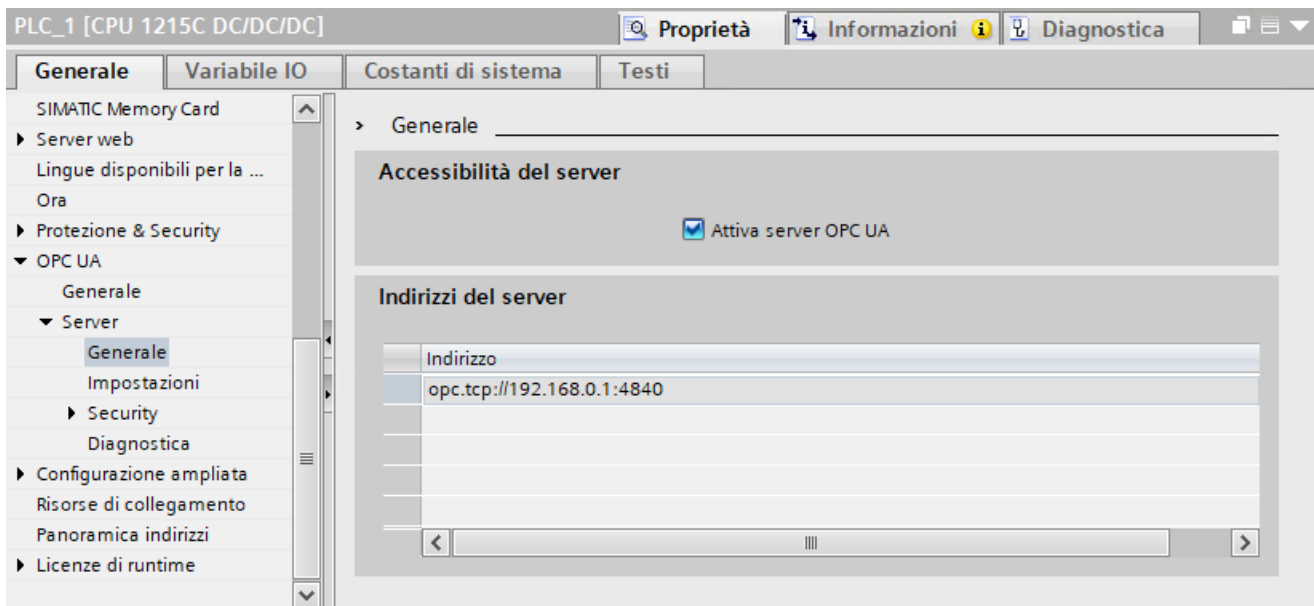 PLC_1 [CPU 1215C DC/DC/DC]
Proprietà
Informazioni
Diagnostica
Generale
Variabile IO
Costanti di sistema
Testi
SIMATIC Memory Card
Server web
Lingue disponibili per la ...
Ora
Protezione & Security
OPC UA
Generale
Server
Generale
Impostazioni
Security
Diagnostica
Configurazione ampliata
Risorse di collegamento
Panoramica indirizzi
Licenze di runtime
Generale
Accessibilità del server
Attiva server OPC UA
Indirizzi del server
Indirizzo
opc.tcp://192.168.0.1:4840